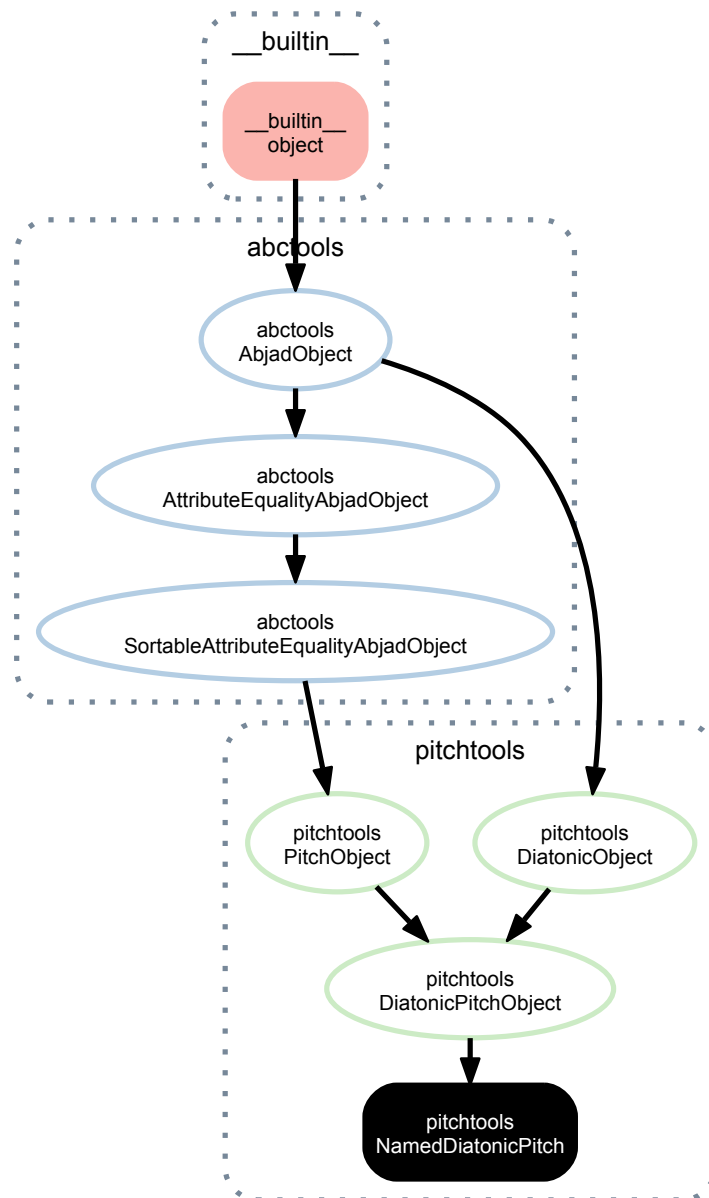 __builtin__
__builtin__
object
abctools
abctools
AbjadObject
abctools
AttributeEqualityAbjadObject
abctools
SortableAttributeEqualityAbjadObject
pitchtools
pitchtools
PitchObject
pitchtools
DiatonicObject
pitchtools
DiatonicPitchObject
pitchtools
NamedDiatonicPitch